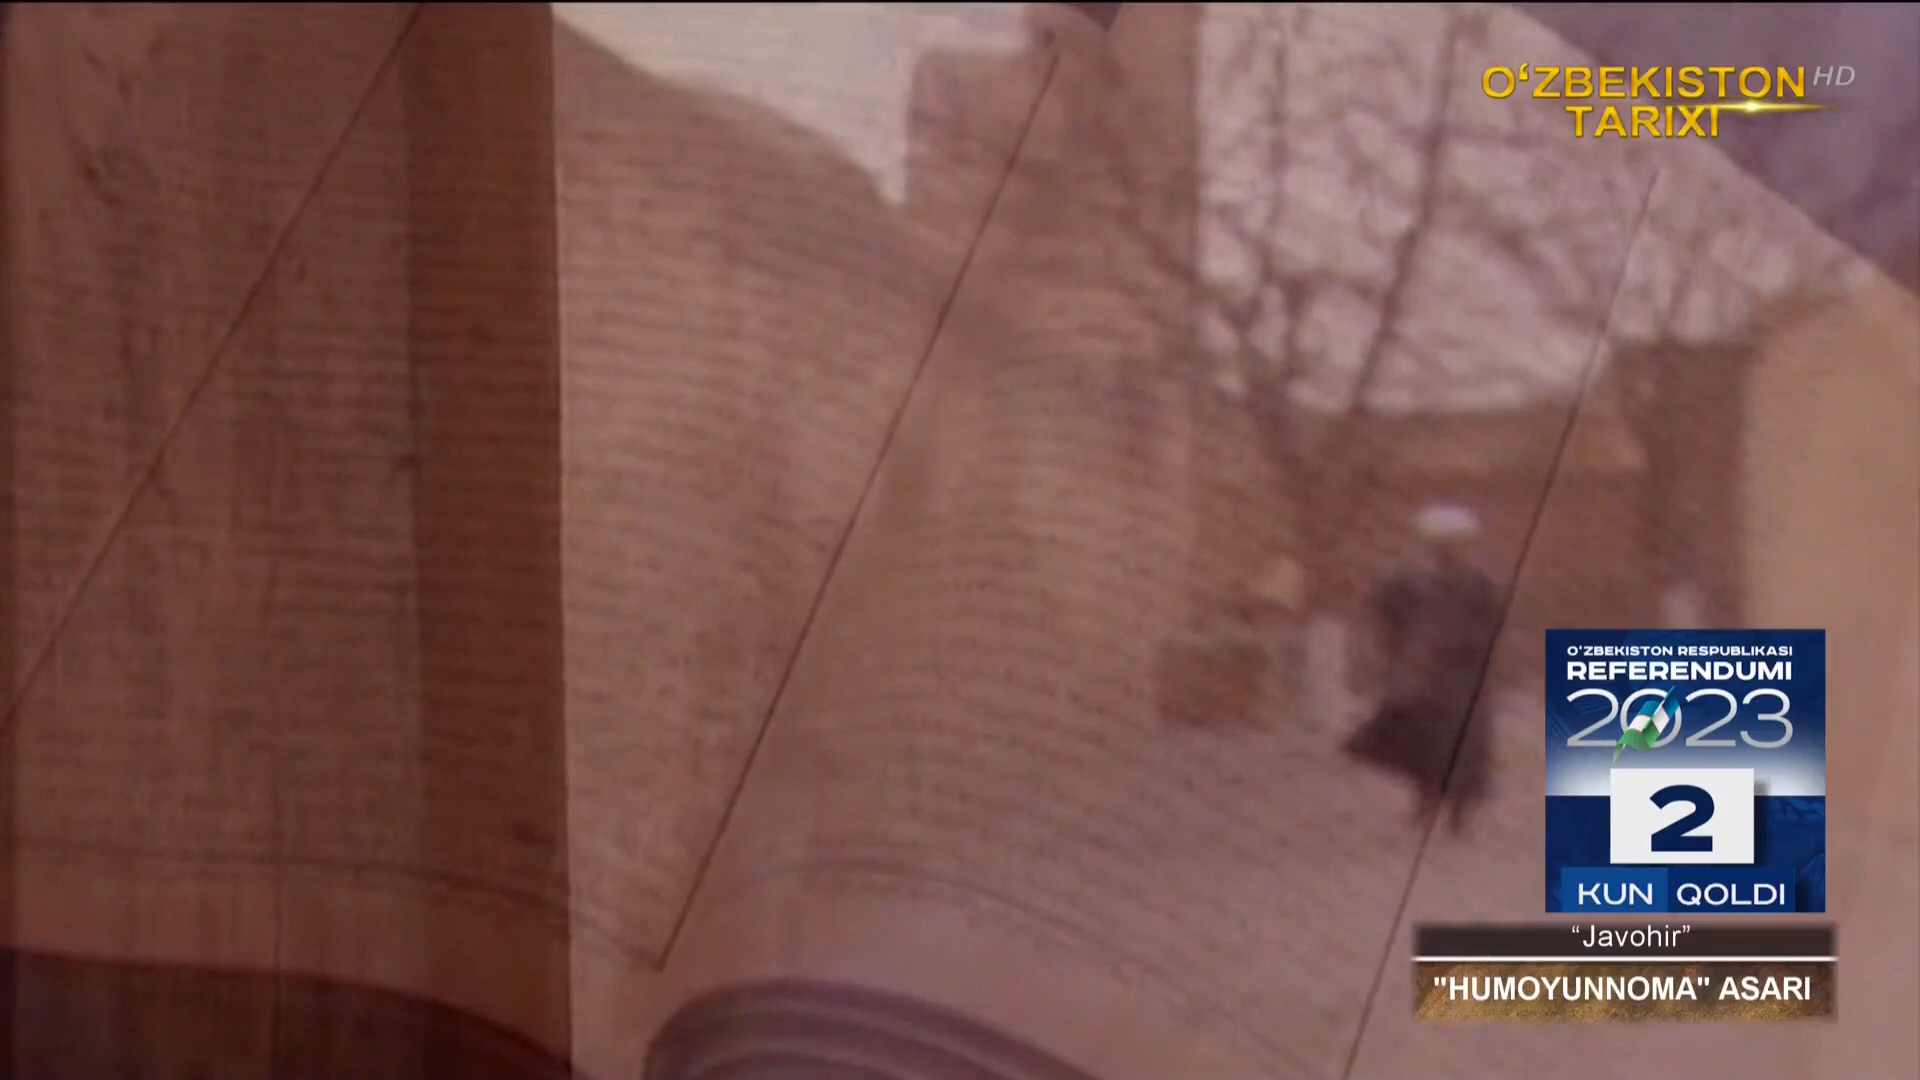 O‘ZBEKISTON HD
TARIXI
O‘ZBEKISTON RESPUBLIKASI
REFERENDUMI
2023
2
KUN QOLDI
“Javohir”
"HUMOYUNNOMA" ASARI